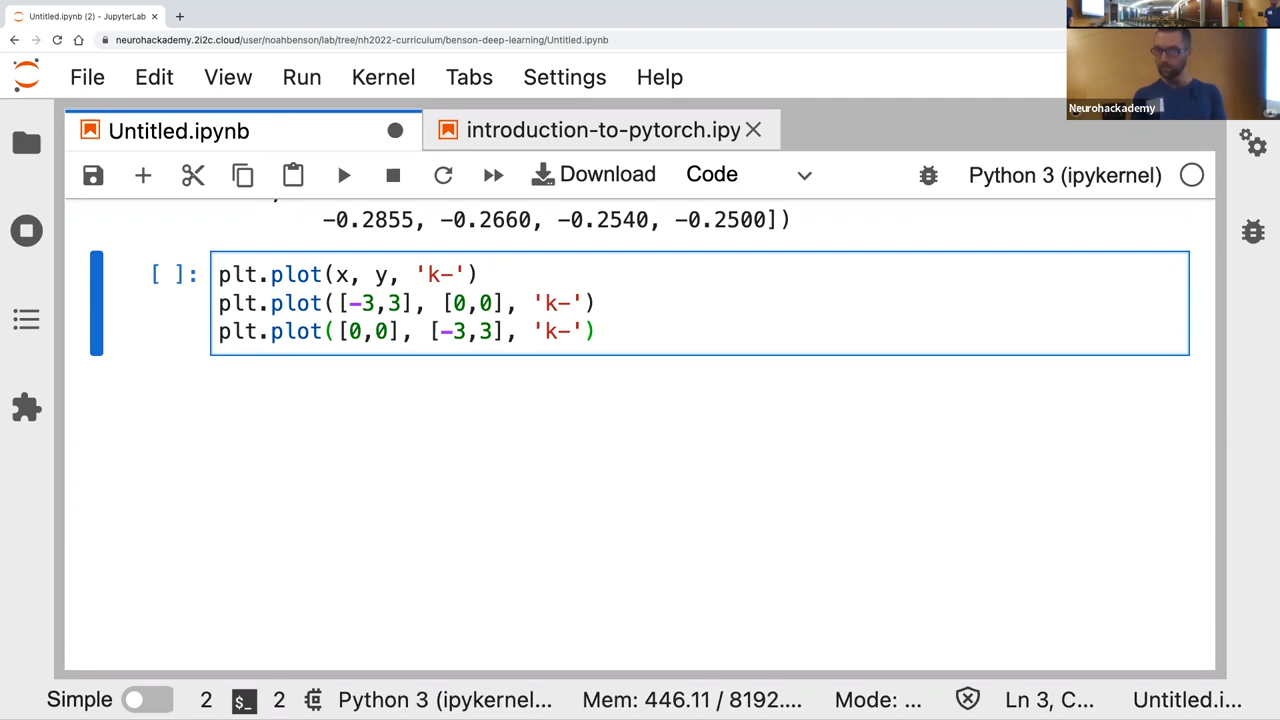 Untitled.ipynb (2) - JupyterLab
neurohackademy.2i2c.cloud/user/noahbenson/lab/tree/nh2022-curriculum/benson-deep-learning/Untitled.ipynb
File Edit View Run Kernel Tabs Settings Help
Neurohackademy
Untitled.ipynb introduction-to-pytorch.ipy
Download Code Python 3 (ipykernel)
-0.2855, -0.2660, -0.2540, -0.2500])
[ ]: plt.plot(x, y, 'k-')
plt.plot([-3,3], [0,0], 'k-')
plt.plot([0,0], [-3,3], 'k-')
Simple 2 $_ 2 Python 3 (ipykernel... Mem: 446.11 / 8192.... Mode: ... Ln 3, C... Untitled.i...